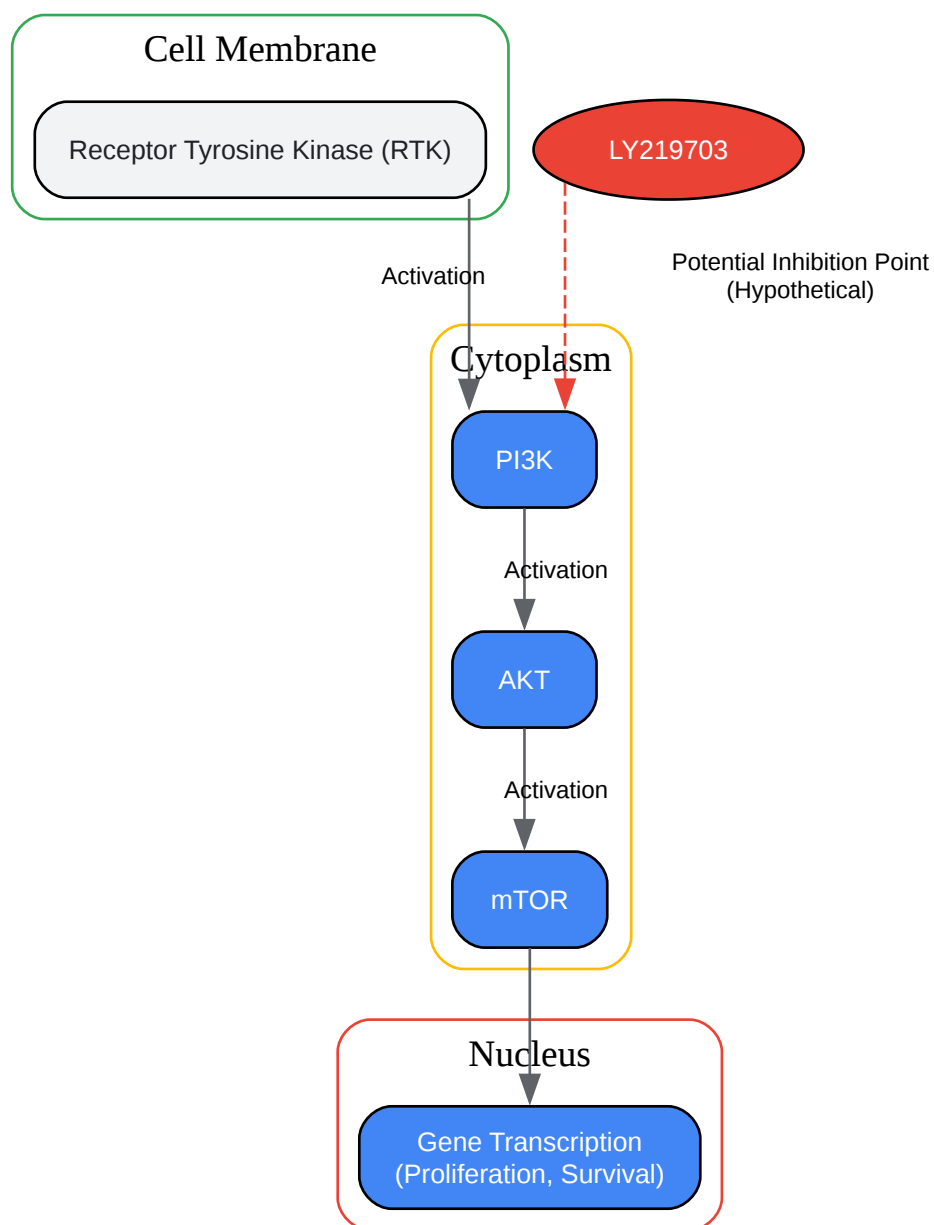 Cell Membrane
Receptor Tyrosine Kinase (RTK)
LY219703
Activation
Potential Inhibition Point
(Hypothetical)
Cytoplasm
PI3K
Activation
AKT
Activation
mTOR
Nucleus
Gene Transcription
(Proliferation, Survival)